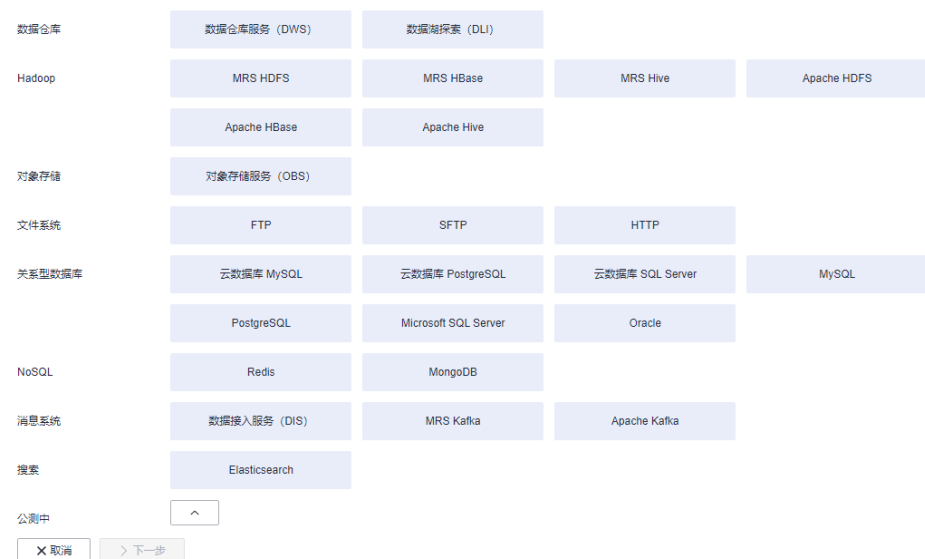 数据仓库 数据仓库服务（DWS） 数据湖探索（DLI）
Hadoop MRS HDFS MRS HBase MRS Hive Apache HDFS
Apache HBase Apache Hive
对象存储 对象存储服务（OBS）
文件系统 FTP SFTP HTTP
关系型数据库 云数据库 MySQL 云数据库 PostgreSQL 云数据库 SQL Server MySQL
PostgreSQL Microsoft SQL Server Oracle
NoSQL Redis MongoDB
消息系统 数据接入服务（DIS） MRS Kafka Apache Kafka
搜索 Elasticsearch
公测中
取消 下一步